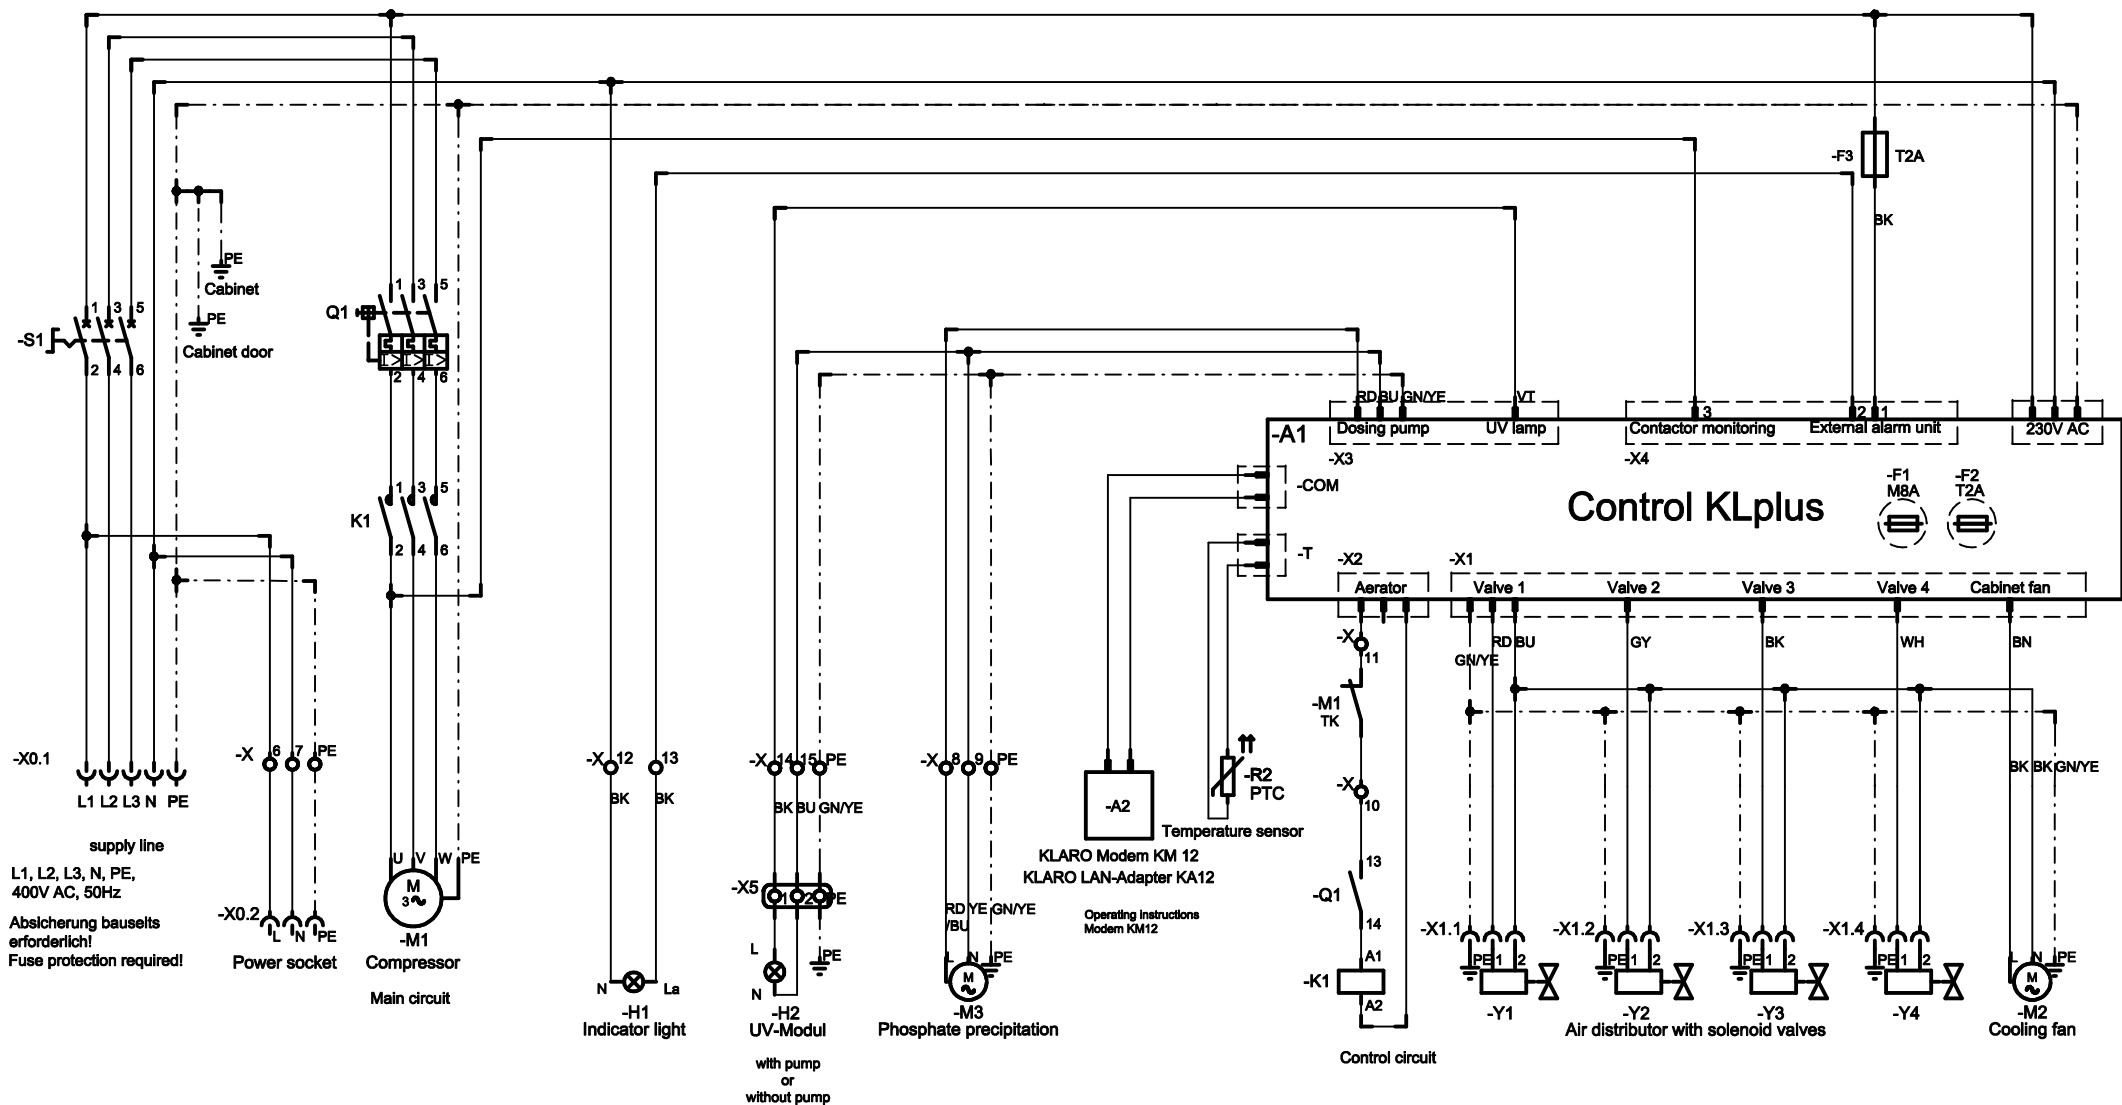 -F3
T2A
BK
PE
Cabinet
PE
Cabinet door
1 3 5
-S1
2 4 6
1 3 5
Q1
I> I> I>
2 4 6
RD BU GN/YE
VT
3
2 1
-A1
Dosing pump
UV lamp
Contactor monitoring
External alarm unit
230V AC
-X3
-X4
-COM
-F1
M8A
-F2
T2A
Control KLplus
1 3 5
K1
2 4 6
-T
-X2
-X1
Aerator
Valve 1
Valve 2
Valve 3
Valve 4
Cabinet fan
-X
11
GN/YE
RD BU
GY
BK
WH
BN
-M1
TK
-X0.1
L1 L2 L3 N PE
-X 6 7 PE
-X 12 13
BK BK
-X 14 15 PE
BK BU GN/YE
-X 8 9 PE
-A2
-R2
PTC
Temperature sensor
-X
10
BK BK GN/YE
supply line
L1, L2, L3, N, PE,
400V AC, 50Hz
Absicherung bauseits
erforderlich!
Fuse protection required!
KLARO Modem KM 12
KLARO LAN-Adapter KA12
Operating instructions
Modem KM12
U V W PE
M
3
-M1
Compressor
Main circuit
-X0.2
L N PE
Power socket
-X5
1 2 PE
L
PE
N
RD YE GN/YE
/BU
L N PE
M
13
-Q1
14
A1
-K1
A2
Control circuit
-X1.1
PE 1 2
-X1.2
PE 1 2
-X1.3
PE 1 2
-X1.4
PE 1 2
L N PE
M
N La
-H1
Indicator light
-H2
UV-Modul
with pump
or
without pump
-M3
Phosphate precipitation
-Y1
-Y2
-Y3
-Y4
Air distributor with solenoid valves
-M2
Cooling fan